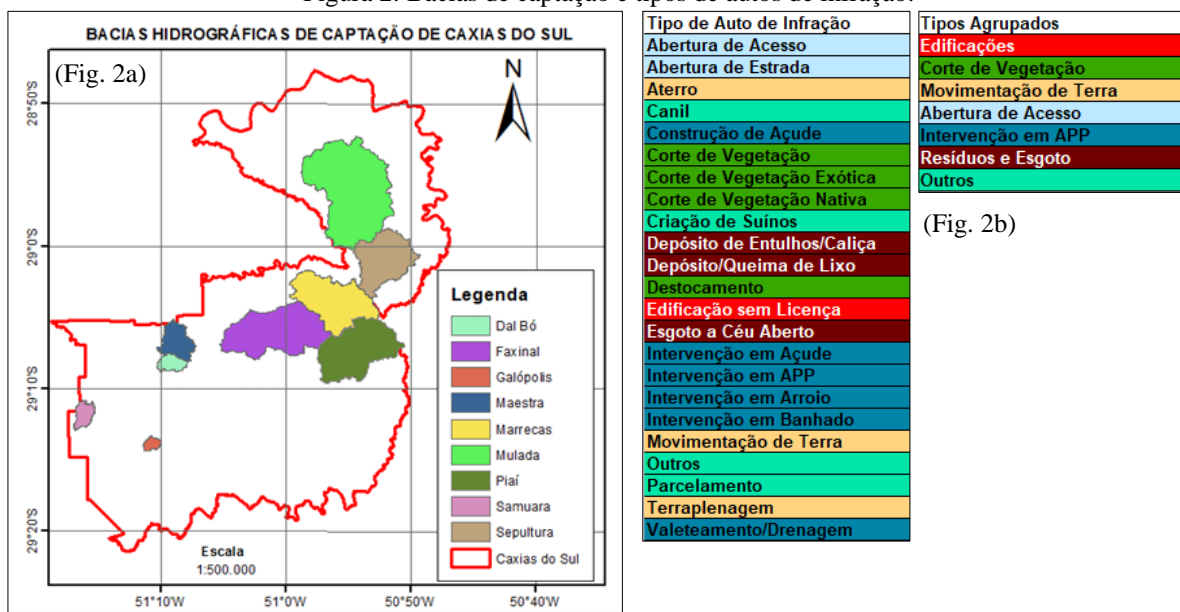 Figura 2: Bacias de captação e tipos de autos de infração.
BACIAS HIDROGRÁFICAS DE CAPTAÇÃO DE CAXIAS DO SUL
(Fig. 2a)
N
28°50'S
29°0'S
29°10'S
29°20'S
Legenda
Dal Bó
Faxinal
Galópolis
Maestra
Marrecas
Mulada
Piaí
Samuara
Sepultura
Caxias do Sul
Escala
1:500.000
51°10'W
51°0'W
50°50'W
50°40'W
Tipo de Auto de Infração
Abertura de Acesso
Abertura de Estrada
Aterro
Canil
Construção de Açude
Corte de Vegetação
Corte de Vegetação Exótica
Corte de Vegetação Nativa
Criação de Suínos
Depósito de Entulhos/Caliça
Depósito/Queima de Lixo
Destocamento
Edificação sem Licença
Esgoto a Céu Aberto
Intervenção em Açude
Intervenção em APP
Intervenção em Arroio
Intervenção em Banhado
Movimentação de Terra
Outros
Parcelamento
Terraplenagem
Valeteamento/Drenagem
Tipos Agrupados
Edificações
Corte de Vegetação
Movimentação de Terra
Abertura de Acesso
Intervenção em APP
Resíduos e Esgoto
Outros
(Fig. 2b)